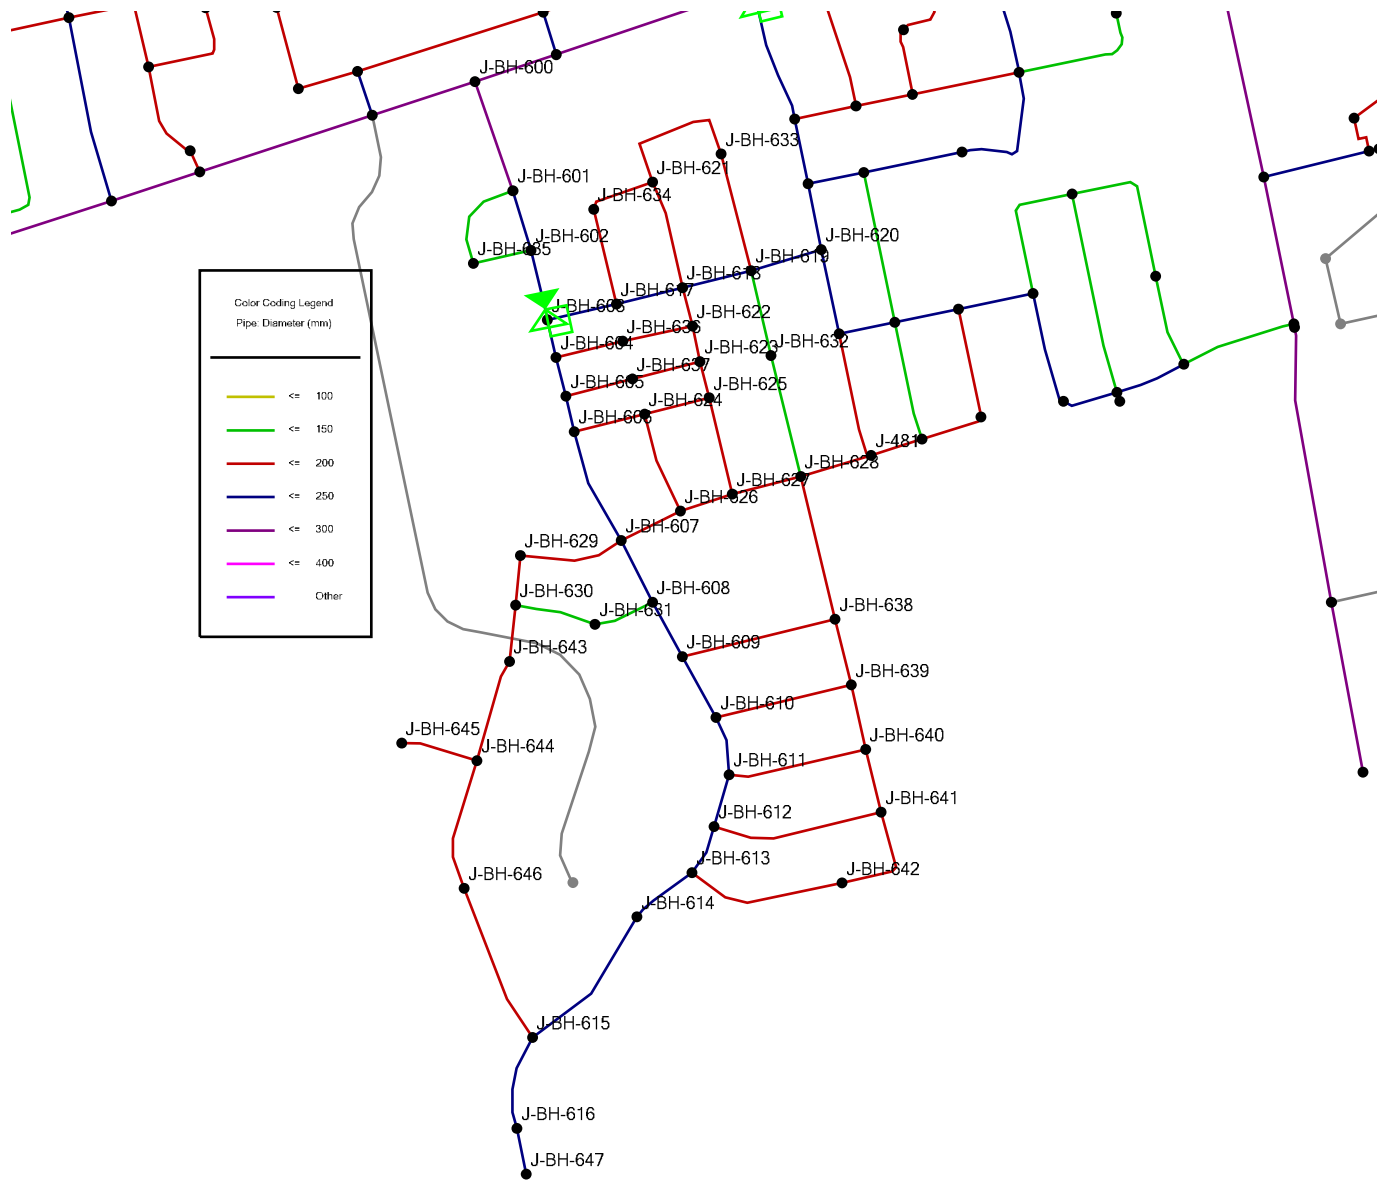 J-BH-600
J-BH-633
J-BH-621
J-BH-601
J-BH-634
J-BH-602
J-BH-620
J-BH-635
J-BH-619
J-BH-618
J-BH-617
Color Coding Legend
Pipe: Diameter (mm)
<= 100
<= 150
<= 200
<= 250
<= 300
<= 400
Other
J-BH-603
J-BH-622
J-BH-636
J-BH-604
J-BH-623
J-BH-632
J-BH-637
J-BH-605
J-BH-625
J-BH-624
J-BH-606
J-481
J-BH-628
J-BH-627
J-BH-626
J-BH-607
J-BH-629
J-BH-630
J-BH-608
J-BH-631
J-BH-638
J-BH-643
J-BH-609
J-BH-639
J-BH-610
J-BH-645
J-BH-640
J-BH-644
J-BH-611
J-BH-641
J-BH-612
J-BH-613
J-BH-642
J-BH-646
J-BH-614
J-BH-615
J-BH-616
J-BH-647